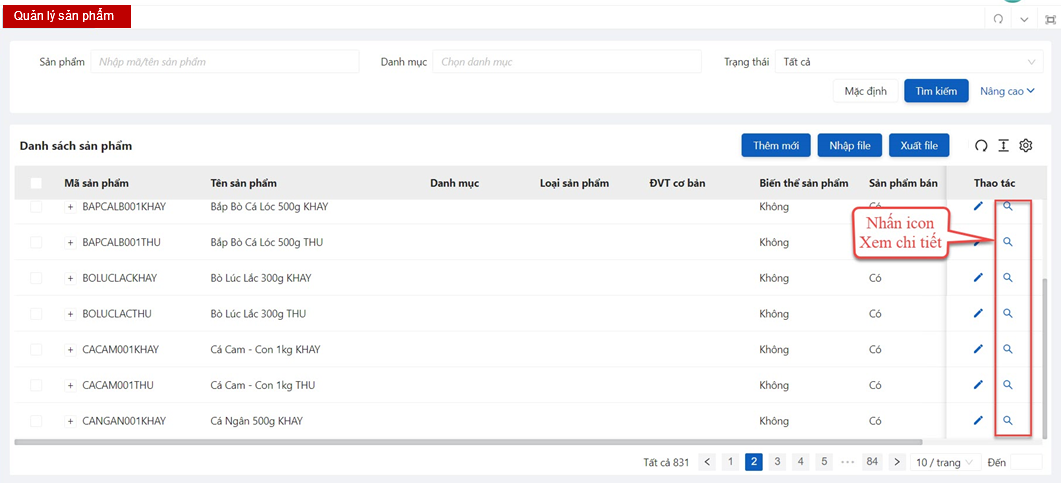 Quản lý sản phẩm
Sản phẩm Nhập mã/tên sản phẩm Danh mục Chọn danh mục Trạng thái Tất cả
Mặc định Tìm kiếm Nâng cao
Danh sách sản phẩm Thêm mới Nhập file Xuất file
Mã sản phẩm Tên sản phẩm Danh mục Loại sản phẩm ĐVT cơ bản Biến thể sản phẩm Sản phẩm bán Thao tác
+ BAPCALB001KHAY Bắp Bò Cá Lóc 500g KHAY Không Có
Nhấn icon
Xem chi tiết
+ BAPCALB001THU Bắp Bò Cá Lóc 500g THU Không
+ BOLUCLACKHAY Bò Lúc Lắc 300g KHAY Không Có
+ BOLUCLACTHU Bò Lúc Lắc 300g THU Không Có
+ CACAM001KHAY Cá Cam - Con 1kg KHAY Không Có
+ CACAM001THU Cá Cam - Con 1kg THU Không Có
+ CANGAN001KHAY Cá Ngân 500g KHAY Không Có
Tất cả 831 < 1 2 3 4 5 ••• 84 > 10 / trang Đến